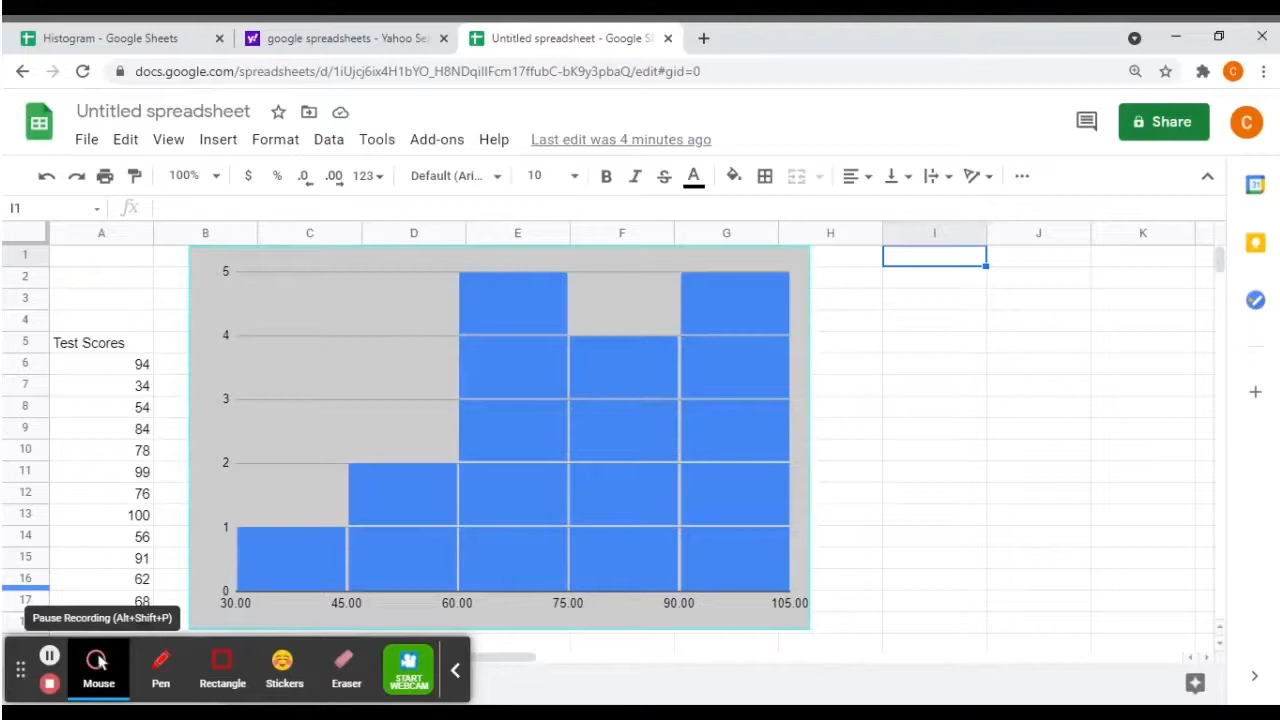 Histogram - Google Sheets
google spreadsheets - Yahoo Se
Untitled spreadsheet - Google S
docs.google.com/spreadsheets/d/1iUjcj6ix4H1bYO_H8NDqiIIFcm17ffubC-bK9y3pbaQ/edit#gid=0
Untitled spreadsheet
Share
C
File Edit View Insert Format Data Tools Add-ons Help Last edit was 4 minutes ago
100% $ % .0 .00 123 Default (Ari... 10 B I S A
I1 fx
A B C D E F G H I J K
1
2
3
4
5 Test Scores
6 94
7 34
8 54
9 84
10 78
11 99
12 76
13 100
14 56
15 91
16 62
17 68
5
4
3
2
1
0
30.00 45.00 60.00 75.00 90.00 105.00
31
Pause Recording (Alt+Shift+P)
Mouse Pen Rectangle Stickers Eraser START WEBCAM